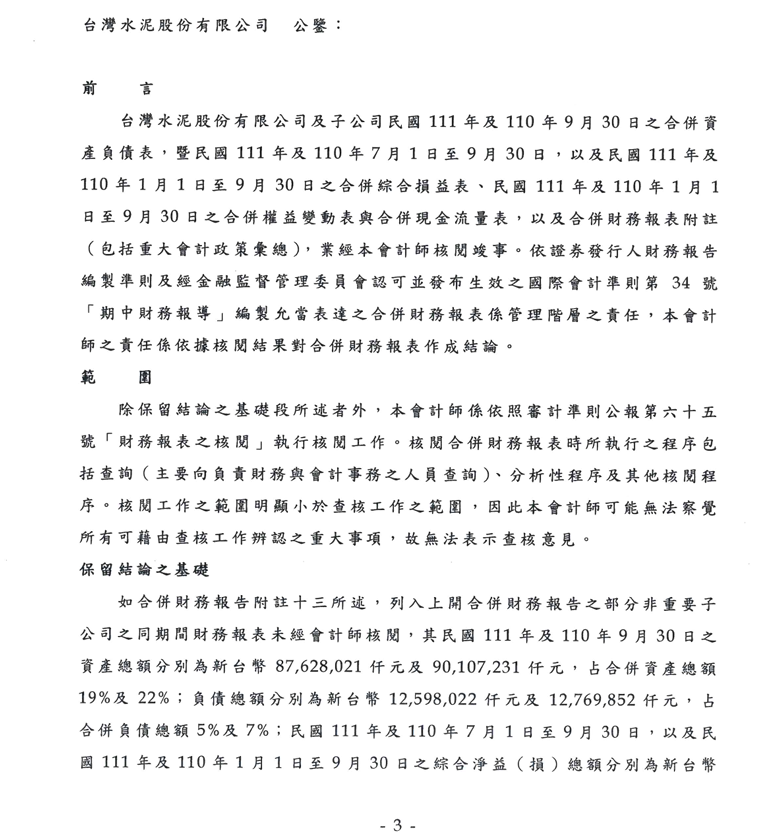 台灣水泥股份有限公司　公鑒：
前　　言
台灣水泥股份有限公司及子公司民國 111 年及 110 年 9 月 30 日之合併資
產負債表，暨民國 111 年及 110 年 7 月 1 日至 9 月 30 日，以及民國 111 年及
110 年 1 月 1 日至 9 月 30 日之合併綜合損益表、民國 111 年及 110 年 1 月 1
日至 9 月 30 日之合併權益變動表與合併現金流量表，以及合併財務報表附註
（包括重大會計政策彙總），業經本會計師核閱竣事。依證券發行人財務報告
編製準則及經金融監督管理委員會認可並發布生效之國際會計準則第 34 號
「期中財務報導」編製允當表達之合併財務報表係管理階層之責任，本會計
師之責任係依據核閱結果對合併財務報表作成結論。
範　　圍
除保留結論之基礎段所述者外，本會計師係依照審計準則公報第六十五
號「財務報表之核閱」執行核閱工作。核閱合併財務報表時所執行之程序包
括查詢（主要向負責財務與會計事務之人員查詢）、分析性程序及其他核閱程
序。核閱工作之範圍明顯小於查核工作之範圍，因此本會計師可能無法察覺
所有可藉由查核工作辨認之重大事項，故無法表示查核意見。
保留結論之基礎
如合併財務報告附註十三所述，列入上開合併財務報告之部分非重要子
公司之同期間財務報表未經會計師核閱，其民國 111 年及 110 年 9 月 30 日之
資產總額分別為新台幣 87,628,021 仟元及 90,107,231 仟元，占合併資產總額
19%及 22%；負債總額分別為新台幣 12,598,022 仟元及 12,769,852 仟元，占
合併負債總額 5%及 7%；民國 111 年及 110 年 7 月 1 日至 9 月 30 日，以及民
國 111 年及 110 年 1 月 1 日至 9 月 30 日之綜合淨益（損）總額分別為新台幣
- 3 -